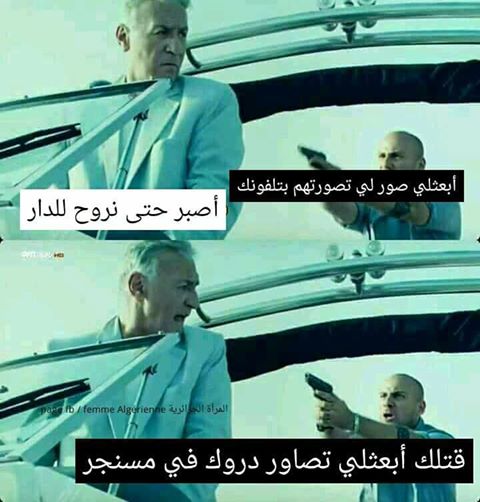 أبعثلي صور لي تصورتهم بتلفونك
أصبر حتى نروح للدار
page fb / femme Algerienne المرأة الجزائرية
قتلك أبعثلي تصاور دروك في مسنجر